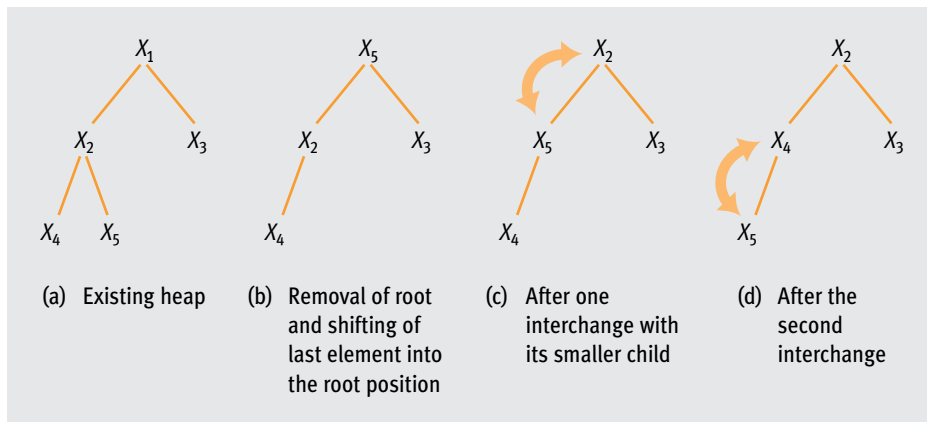 X₁
X₂ X₃
X₄ X₅
(a) Existing heap
X₅
X₂ X₃
X₄
(b) Removal of root
and shifting of
last element into
the root position
X₂
X₅ X₃
X₄
(c) After one
interchange with
its smaller child
X₂
X₄ X₃
X₅
(d) After the
second
interchange